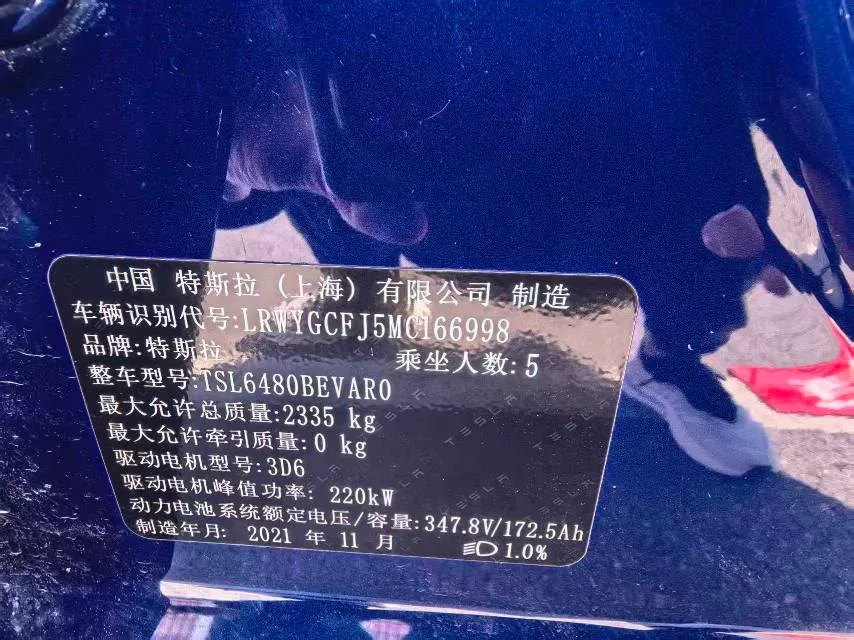 中国 特斯拉（上海）有限公司 制造
车辆识别代号:LRWYGCFJ5MC166998
品牌:特斯拉 乘坐人数:5
整车型号:TSL6480BEVAR0
最大允许总质量:2335 kg
最大允许牵引质量:0 kg
驱动电机型号:3D6
驱动电机峰值功率: 220kW
动力电池系统额定电压/容量:347.8V/172.5Ah
制造年月: 2021 年 11 月 1.0%
TESLA